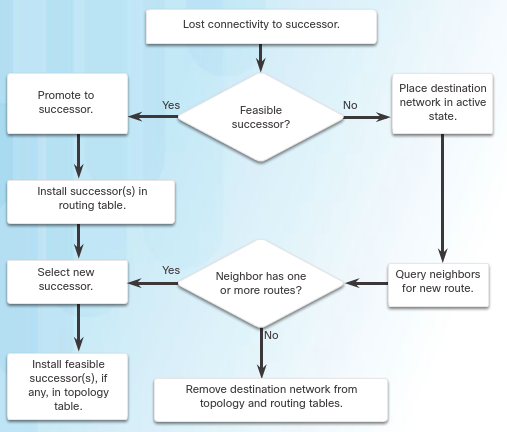 Lost connectivity to successor.
Promote to
successor.
Yes
Feasible
successor?
No
Place destination
network in active
state.
Install successor(s) in
routing table.
Select new
successor.
Yes
Neighbor has one
or more routes?
Query neighbors
for new route.
No
Install feasible
successor(s), if
any, in topology
table.
Remove destination network from
topology and routing tables.